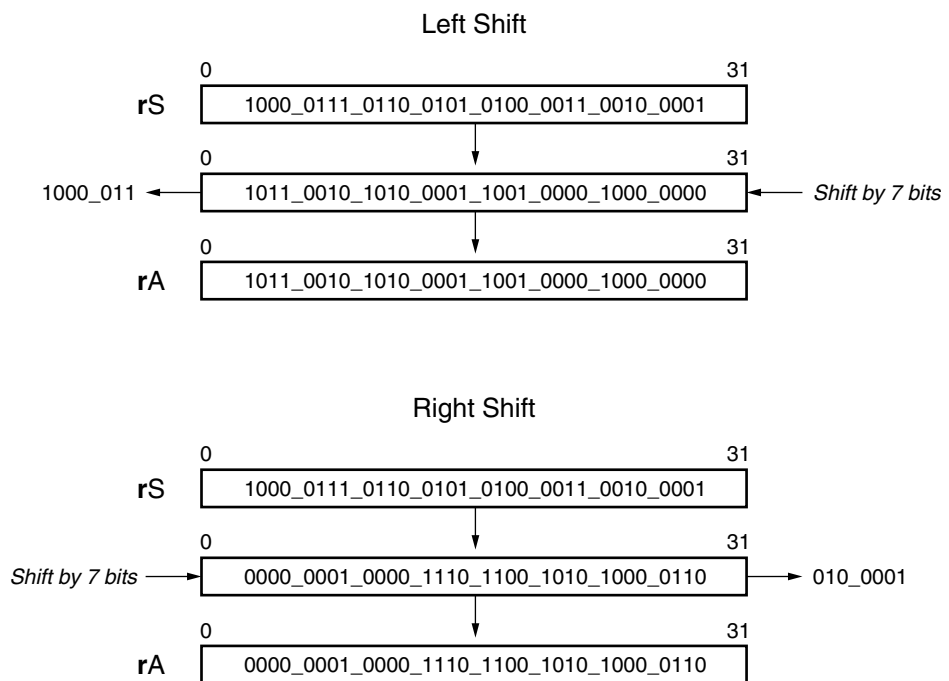 Left Shift
0 31
rS 1000_0111_0110_0101_0100_0011_0010_0001
0 31
1000_011 1011_0010_1010_0001_1001_0000_1000_0000 Shift by 7 bits
0 31
rA 1011_0010_1010_0001_1001_0000_1000_0000
Right Shift
0 31
rS 1000_0111_0110_0101_0100_0011_0010_0001
0 31
Shift by 7 bits 0000_0001_0000_1110_1100_1010_1000_0110 010_0001
0 31
rA 0000_0001_0000_1110_1100_1010_1000_0110